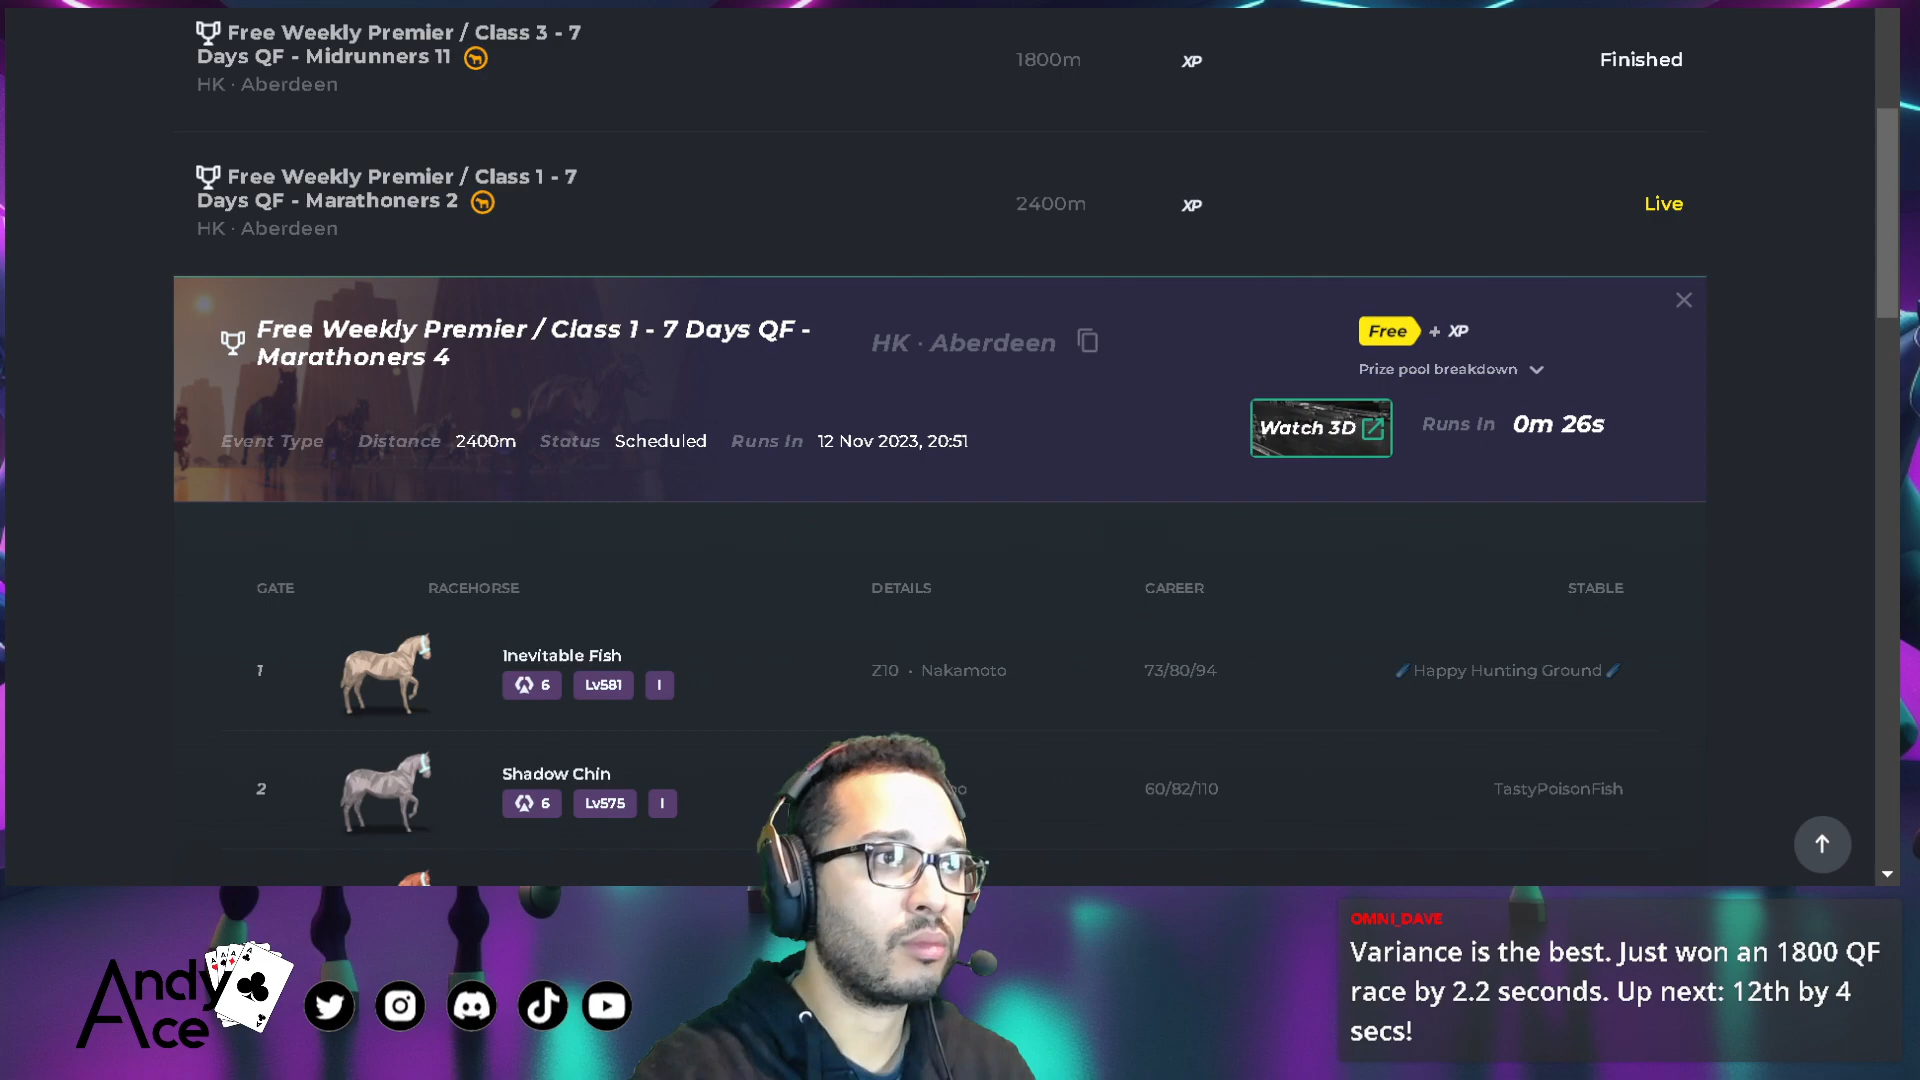 Free Weekly Premier / Class 3 - 7
Days QF - Midrunners 11
HK · Aberdeen
1800m
XP
Finished
Free Weekly Premier / Class 1 - 7
Days QF - Marathoners 2
HK · Aberdeen
2400m
XP
Live
Free Weekly Premier / Class 1 - 7 Days QF -
Marathoners 4
HK · Aberdeen
Free + XP
Prize pool breakdown
Event Type Distance 2400m Status Scheduled Runs In 12 Nov 2023, 20:51
Watch 3D
Runs In 0m 26s
GATE RACEHORSE DETAILS CAREER STABLE
1
Inevitable Fish
6 Lv581 I
Z10 · Nakamoto
73/80/94
Happy Hunting Ground
2
Shadow Chin
6 Lv575 I
60/82/110
TastyPoisonFish
OMNI_DAVE
Variance is the best. Just won an 1800 QF
race by 2.2 seconds. Up next: 12th by 4
secs!
Andy
Ace